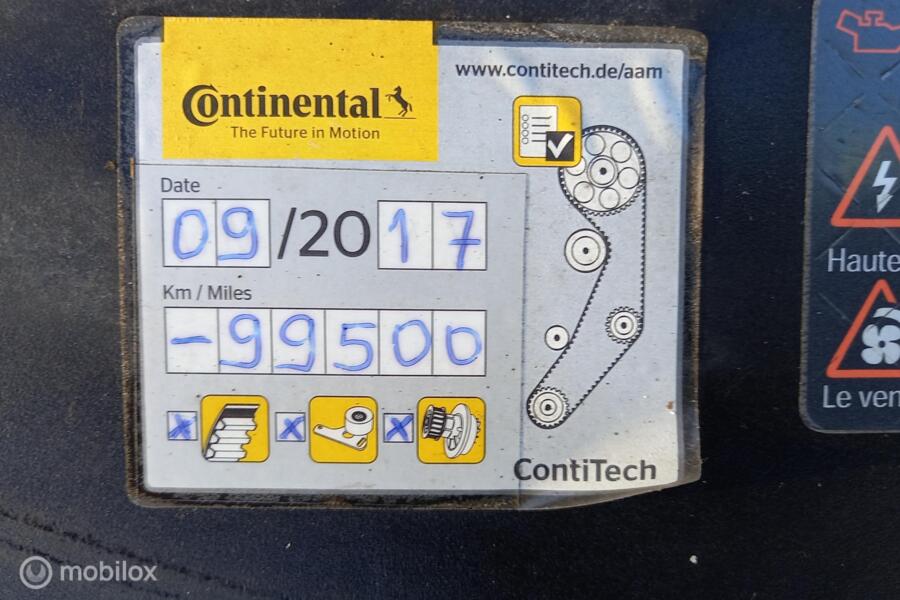 Continental
The Future in Motion
www.contitech.de/aam
Date
09/2017
Km / Miles
-99500
ContiTech
Haute
Le ven
mobilox